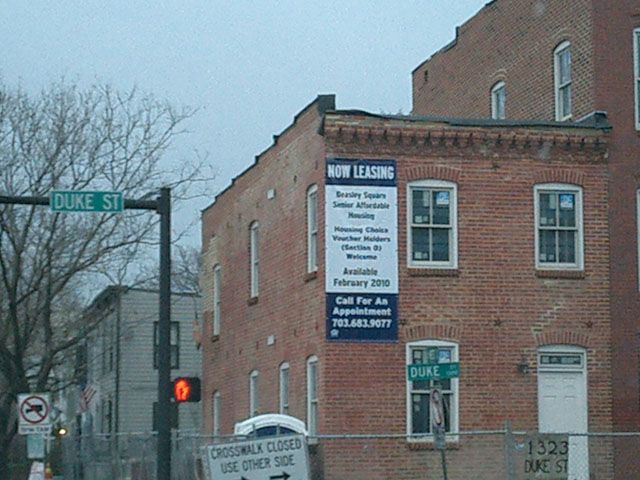 DUKE ST
NOW LEASING
Beasley Square
Senior Affordable
Housing
Housing Choice
Voucher Holders
(Section 8)
Welcome
Available
February 2010
Call For An
Appointment
703.683.9077
DUKE ST
CROSSWALK CLOSED
USE OTHER SIDE
1323
DUKE ST